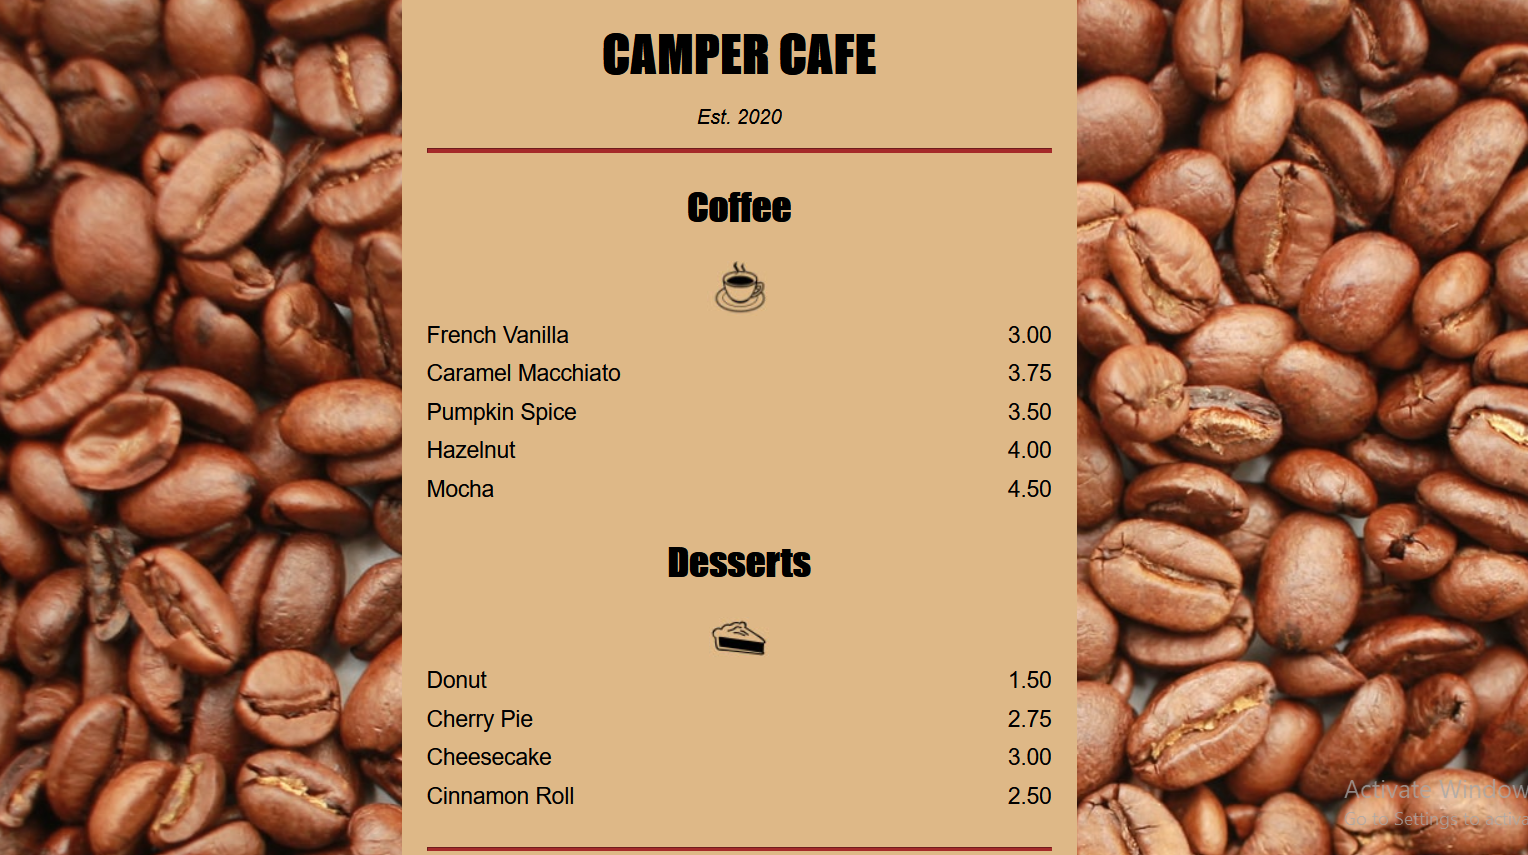 CAMPER CAFE
Est. 2020
Coffee
French Vanilla 3.00
Caramel Macchiato 3.75
Pumpkin Spice 3.50
Hazelnut 4.00
Mocha 4.50
Desserts
Donut 1.50
Cherry Pie 2.75
Cheesecake 3.00
Cinnamon Roll 2.50
Activate Window
Go to Settings to activa